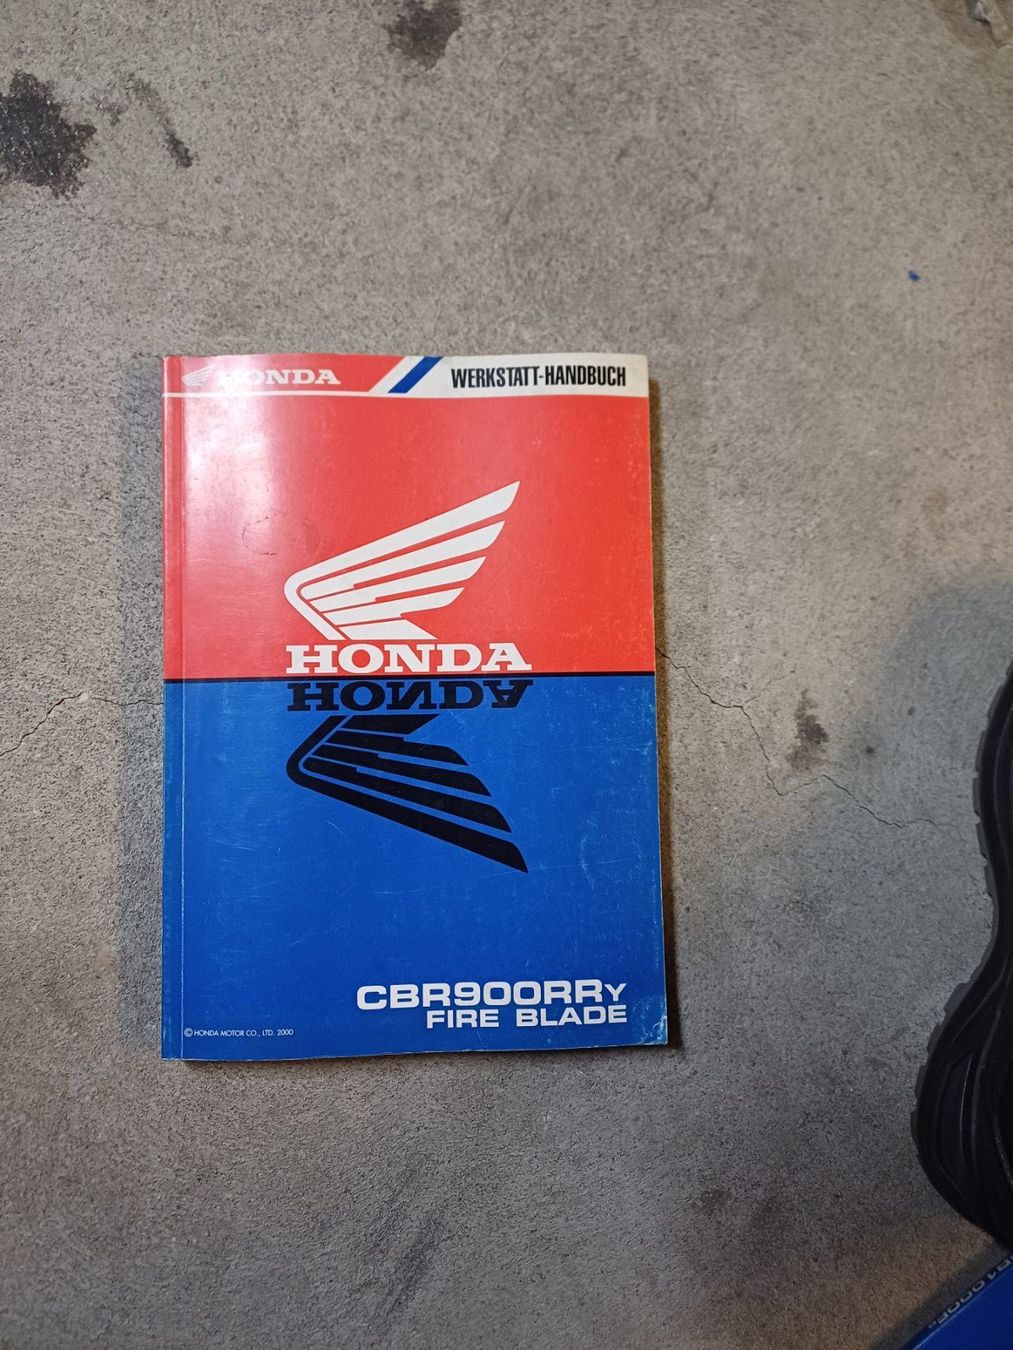 HONDA
WERKSTATT-HANDBUCH
HONDA
HONDA
CBR900RRY
FIRE BLADE
© HONDA MOTOR CO., LTD. 2000